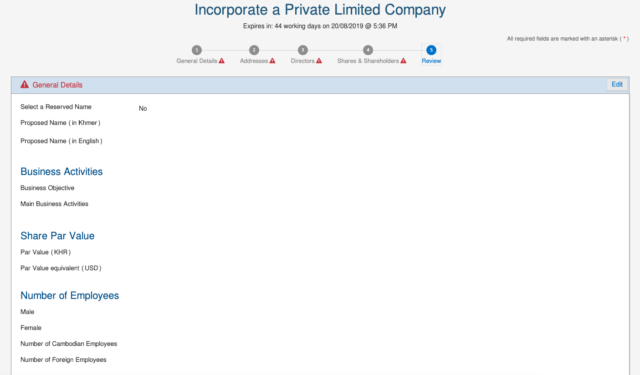 Incorporate a Private Limited Company
Expires in: 44 working days on 20/08/2019 @ 5:36 PM
All required fields are marked with an asterisk ( * )
1 2 3 4 5
General Details Addresses Directors Shares & Shareholders Review
General Details Edit
Select a Reserved Name No
Proposed Name ( in Khmer )
Proposed Name ( in English )
Business Activities
Business Objective
Main Business Activities
Share Par Value
Par Value ( KHR )
Par Value equivalent ( USD )
Number of Employees
Male
Female
Number of Cambodian Employees
Number of Foreign Employees